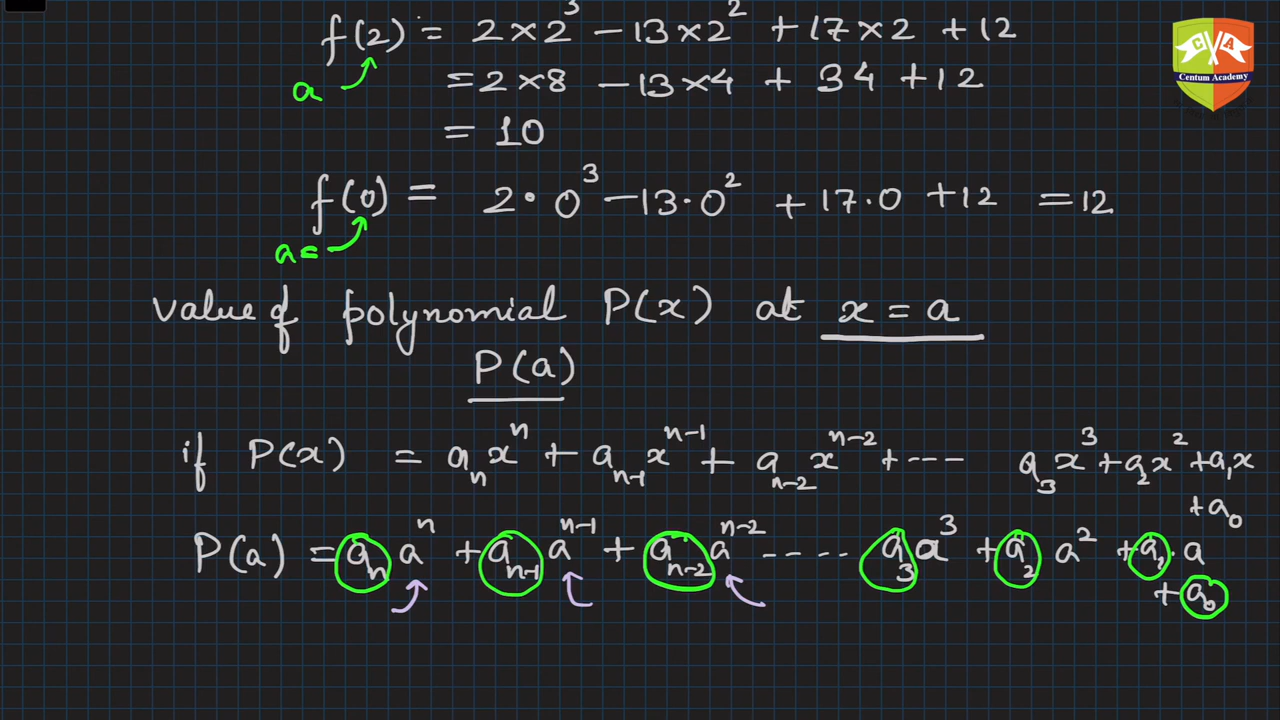 f(2) = 2×2³ −13×2² +17×2 +12
a
=2×8 −13×4 + 34 +12
= 10
f(0) = 2·0³ −13·0² +17·0 +12 =12
a=
value of polynomial P(x) at x = a
P(a)
if P(x) = aₙxⁿ + aₙ₋₁xⁿ⁻¹ + aₙ₋₂xⁿ⁻² +---- a₃x³+a₂x²+a₁x
+a₀
P(a) = aₙaⁿ + aₙ₋₁aⁿ⁻¹ + aₙ₋₂aⁿ⁻² ----- a₃a³ +a₂a² +a₁·a
+a₀
CA
Centum Academy